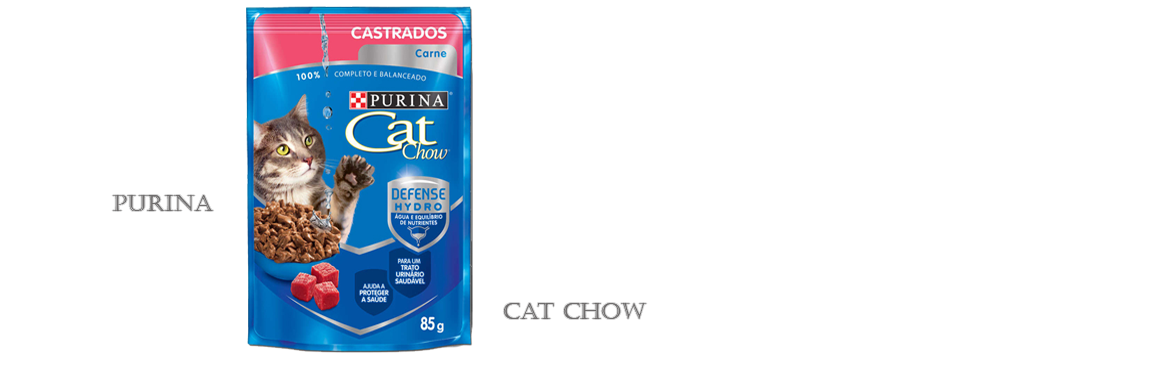 CASTRADOS
Carne
100% COMPLETO E BALANCEADO
PURINA
Cat
Chow
DEFENSE
HYDRO
ÁGUA E EQUILÍBRIO
DE NUTRIENTES
PARA UM
TRATO
URINÁRIO
SAUDÁVEL
AJUDA A
PROTEGER
A SAÚDE
85 g
PURINA
CAT CHOW